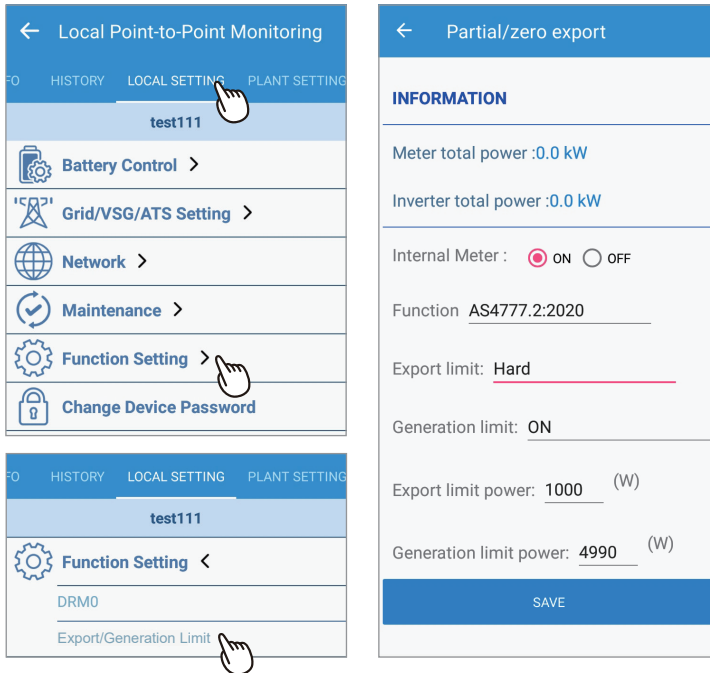 Local Point-to-Point Monitoring
FO HISTORY LOCAL SETTING PLANT SETTING
test111
Battery Control >
Grid/VSG/ATS Setting >
Network >
Maintenance >
Function Setting >
Change Device Password
FO HISTORY LOCAL SETTING PLANT SETTING
test111
Function Setting <
DRM0
Export/Generation Limit
Partial/zero export
INFORMATION
Meter total power :0.0 kW
Inverter total power :0.0 kW
Internal Meter : ON OFF
Function AS4777.2:2020
Export limit: Hard
Generation limit: ON
Export limit power: 1000 (W)
Generation limit power: 4990 (W)
SAVE